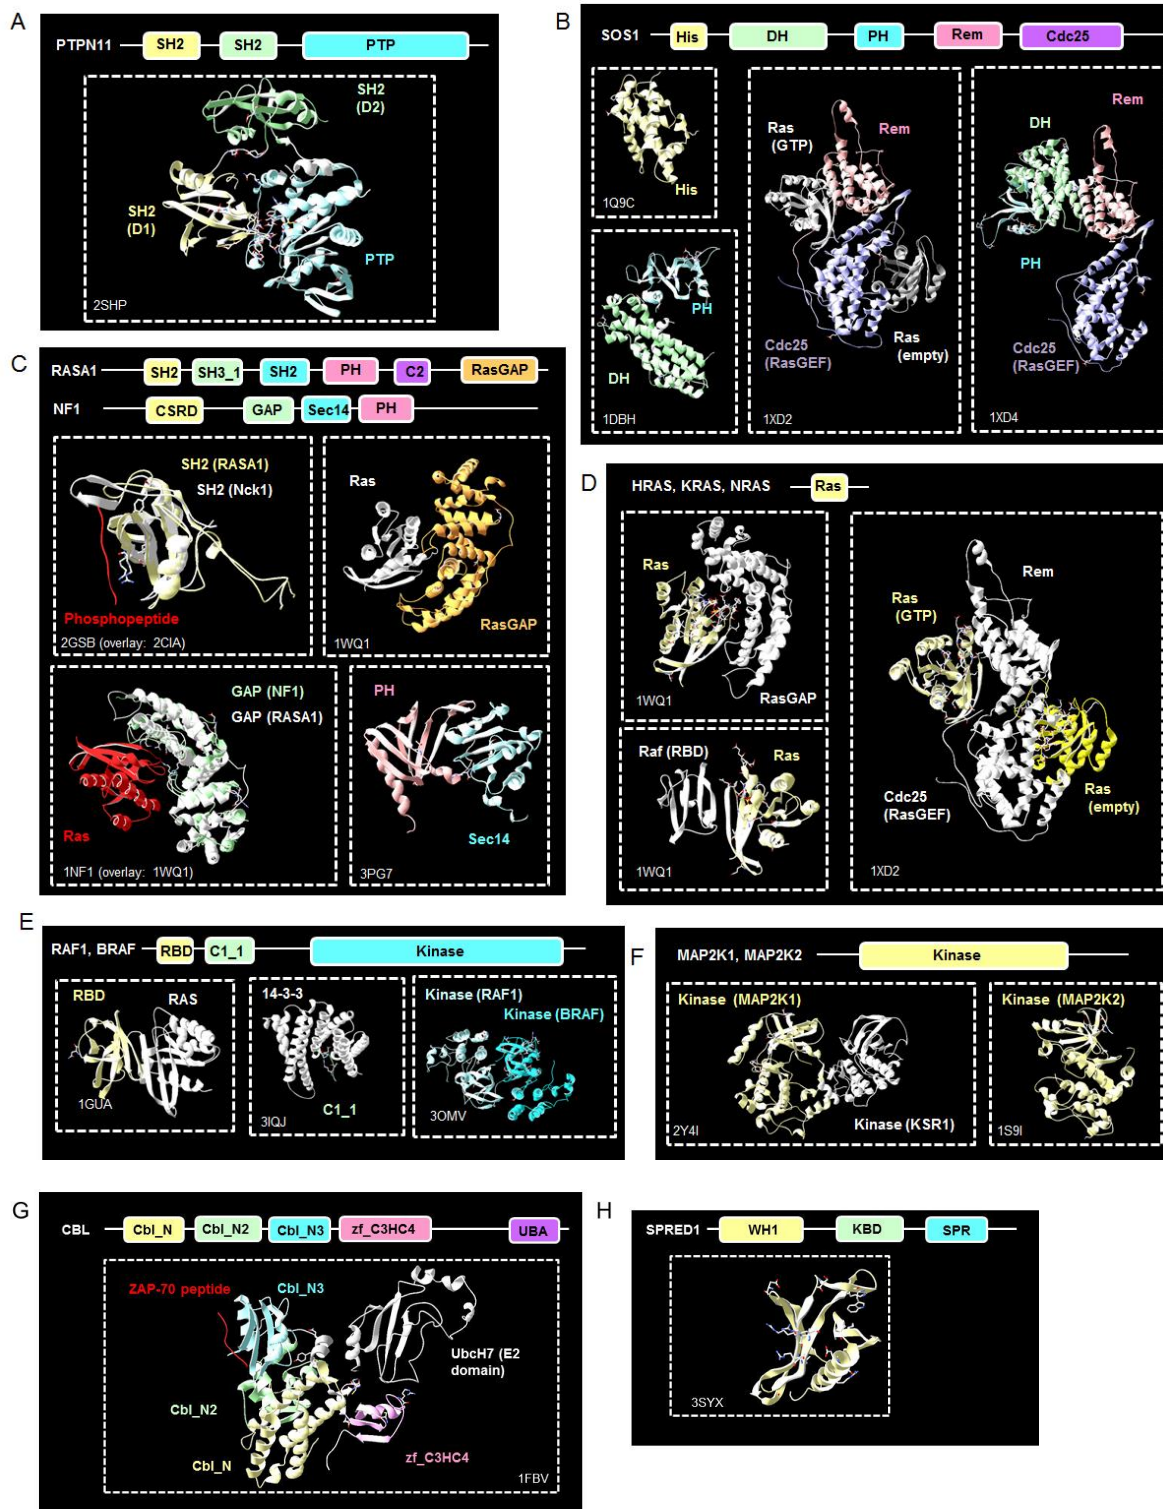 A
PTPN11
SH2
SH2
PTP
SH2
(D2)
SH2
(D1)
PTP
2SHP
B
SOS1
His
DH
PH
Rem
Cdc25
His
1Q9C
PH
DH
1DBH
Ras
(GTP)
Rem
Cdc25
(RasGEF)
Ras
(empty)
1XD2
Rem
DH
PH
Cdc25
(RasGEF)
1XD4
C
RASA1
SH2
SH3_1
SH2
PH
C2
RasGAP
NF1
CSRD
GAP
Sec14
PH
SH2 (RASA1)
SH2 (Nck1)
Phosphopeptide
2GSB (overlay: 2CIA)
Ras
RasGAP
1WQ1
GAP (NF1)
GAP (RASA1)
Ras
1NF1 (overlay: 1WQ1)
PH
Sec14
3PG7
D
HRAS, KRAS, NRAS
Ras
Ras
1WQ1
RasGAP
Raf (RBD)
Ras
1WQ1
Rem
Ras
(GTP)
Cdc25
(RasGEF)
Ras
(empty)
1XD2
E
RAF1, BRAF
RBD
C1_1
Kinase
RBD
RAS
1GUA
14-3-3
C1_1
3IQJ
Kinase (RAF1)
Kinase (BRAF)
3OMV
F
MAP2K1, MAP2K2
Kinase
Kinase (MAP2K1)
Kinase (KSR1)
2Y4I
Kinase (MAP2K2)
1S9I
G
CBL
Cbl_N
Cbl_N2
Cbl_N3
zf_C3HC4
UBA
ZAP-70 peptide
Cbl_N3
UbcH7 (E2
domain)
Cbl_N2
Cbl_N
zf_C3HC4
1FBV
H
SPRED1
WH1
KBD
SPR
3SYX